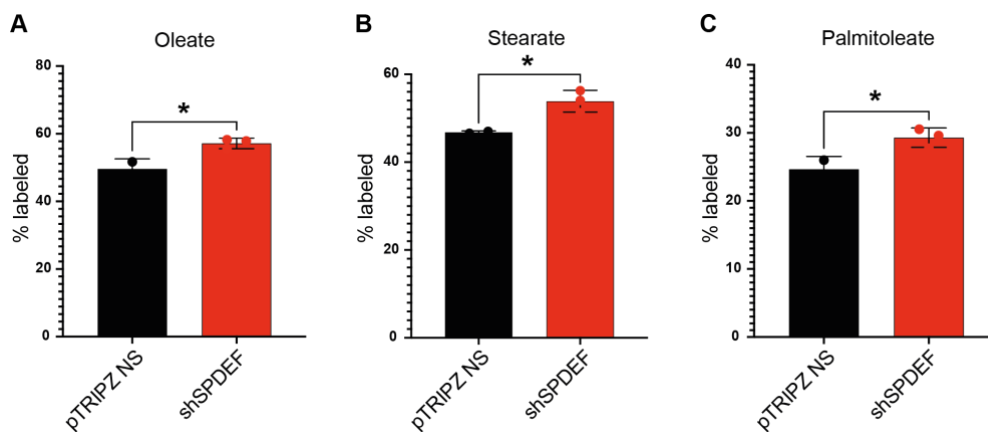 A
Oleate
% labeled
80
60
40
20
0
*
pTRIPZ NS
shSPDEF
B
Stearate
% labeled
60
40
20
0
*
pTRIPZ NS
shSPDEF
C
Palmitoleate
% labeled
40
30
20
10
0
*
pTRIPZ NS
shSPDEF